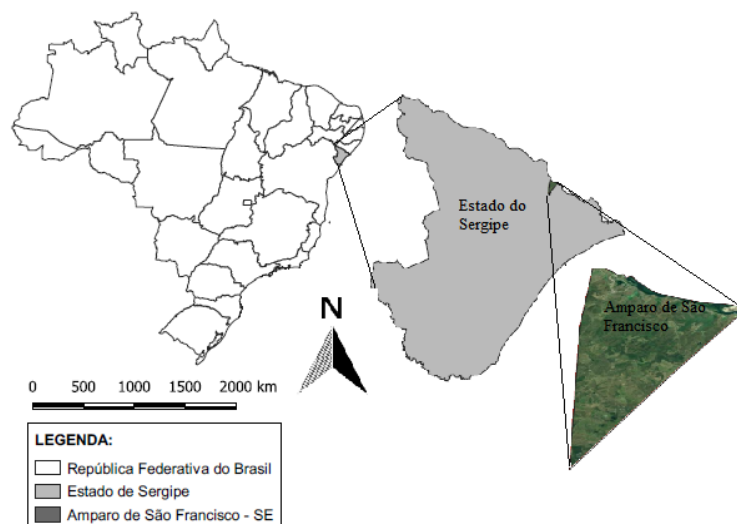 Estado do
Sergipe
Amparo de São
Francisco
N
0 500 1000 1500 2000 km
LEGENDA:
República Federativa do Brasil
Estado de Sergipe
Amparo de São Francisco - SE